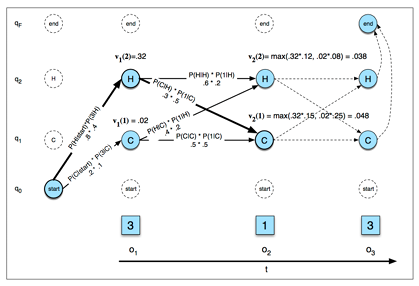 qF end end end end
v1(2)=.32 v2(2)= max(.32*.12, .02*.08) = .038
q2 H H P(H|H) * P(1|H) H H
.6 * .2
P(C|H) * P(1|C)
.3 * .5
P(H|start)*P(3|H)
.8 * .4
v1(1) = .02 v2(1) = max(.32*.15, .02*.25) = .048
P(H|C) * P(1|H)
.4 * .2
q1 C C P(C|C) * P(1|C) C C
.5 * .5
P(C|start) * P(3|C)
.2 * .1
q0 start start start start
3 1 3
o1 o2 o3
t